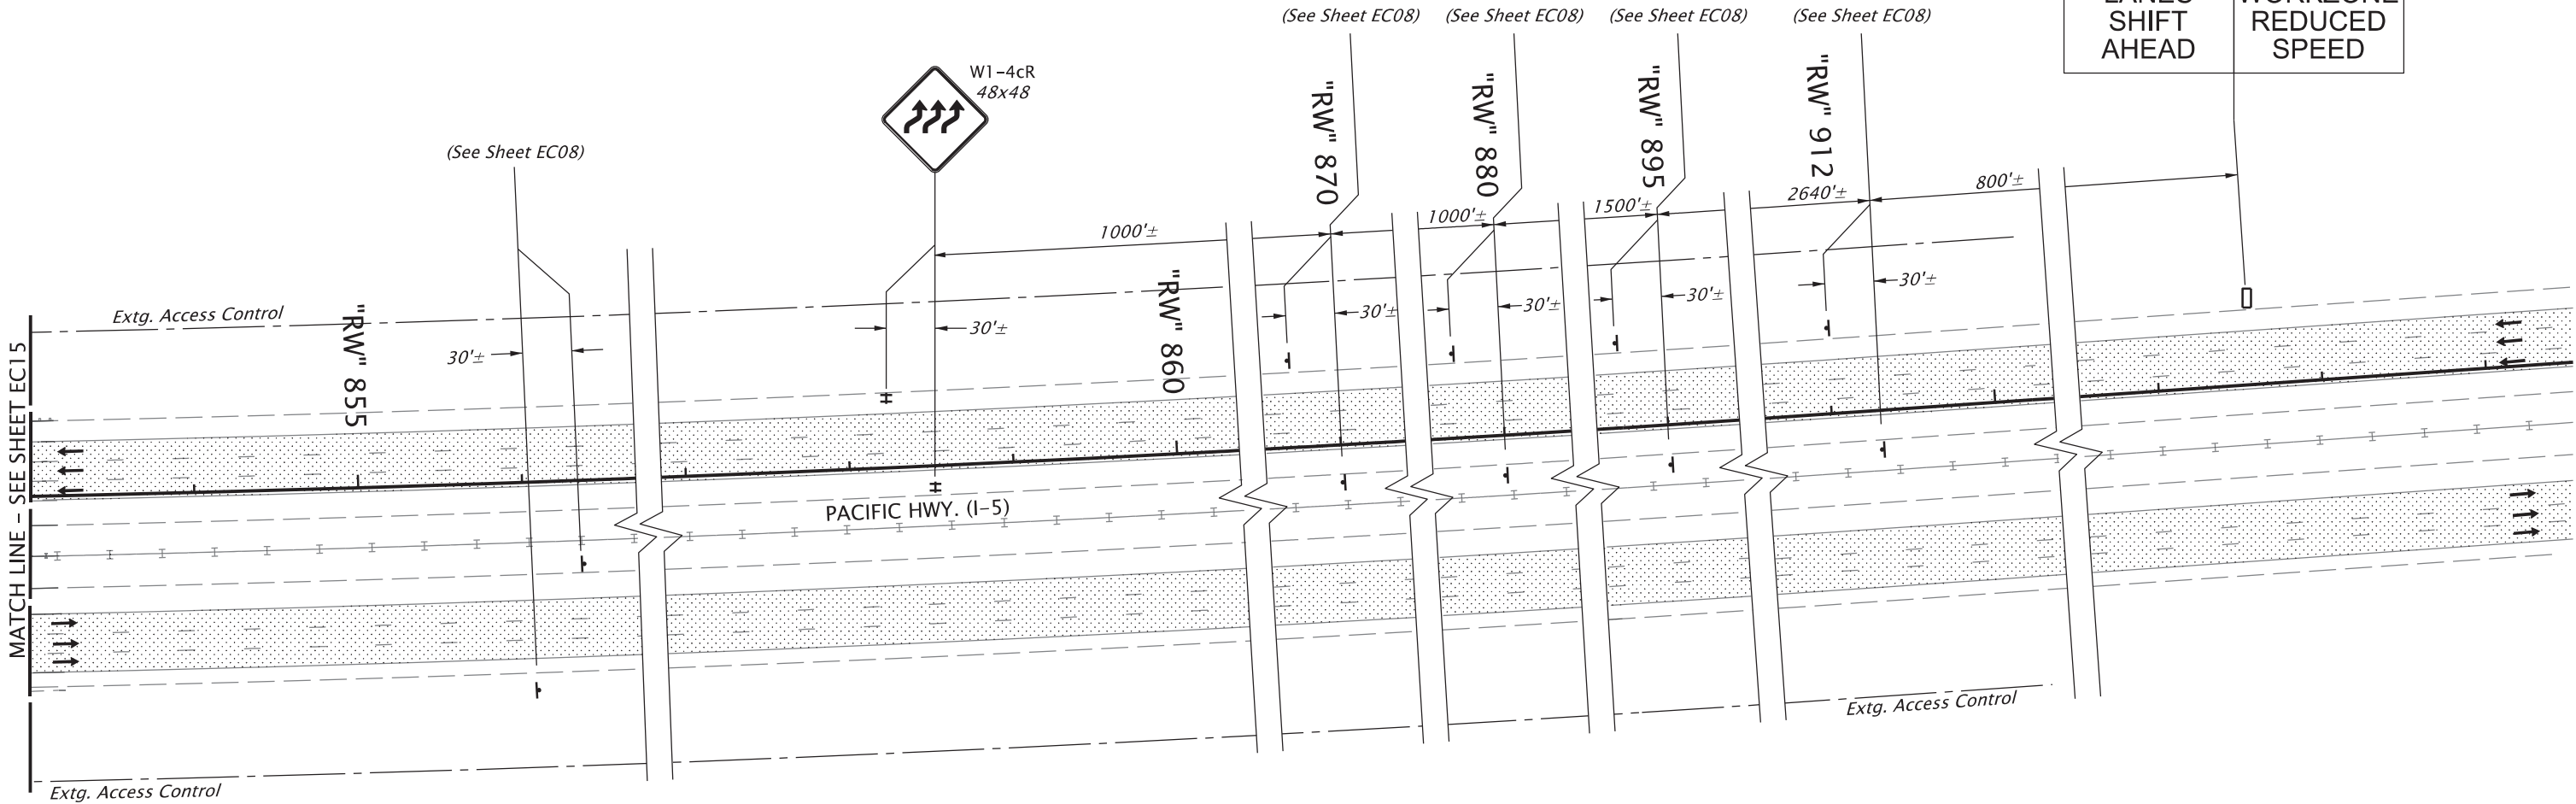 (See Sheet EC08) (See Sheet EC08) (See Sheet EC08) (See Sheet EC08)
LANES
SHIFT
AHEAD
WORKZONE
REDUCED
SPEED
W1-4cR
48x48
(See Sheet EC08)
"RW" 870
"RW" 880
"RW" 895
"RW" 912
1000'±
1000'±
1500'±
2640'±
800'±
Extg. Access Control
"RW" 855
30'±
30'±
"RW" 860
30'±
30'±
30'±
30'±
MATCH LINE - SEE SHEET EC15
PACIFIC HWY. (I-5)
Extg. Access Control
Extg. Access Control